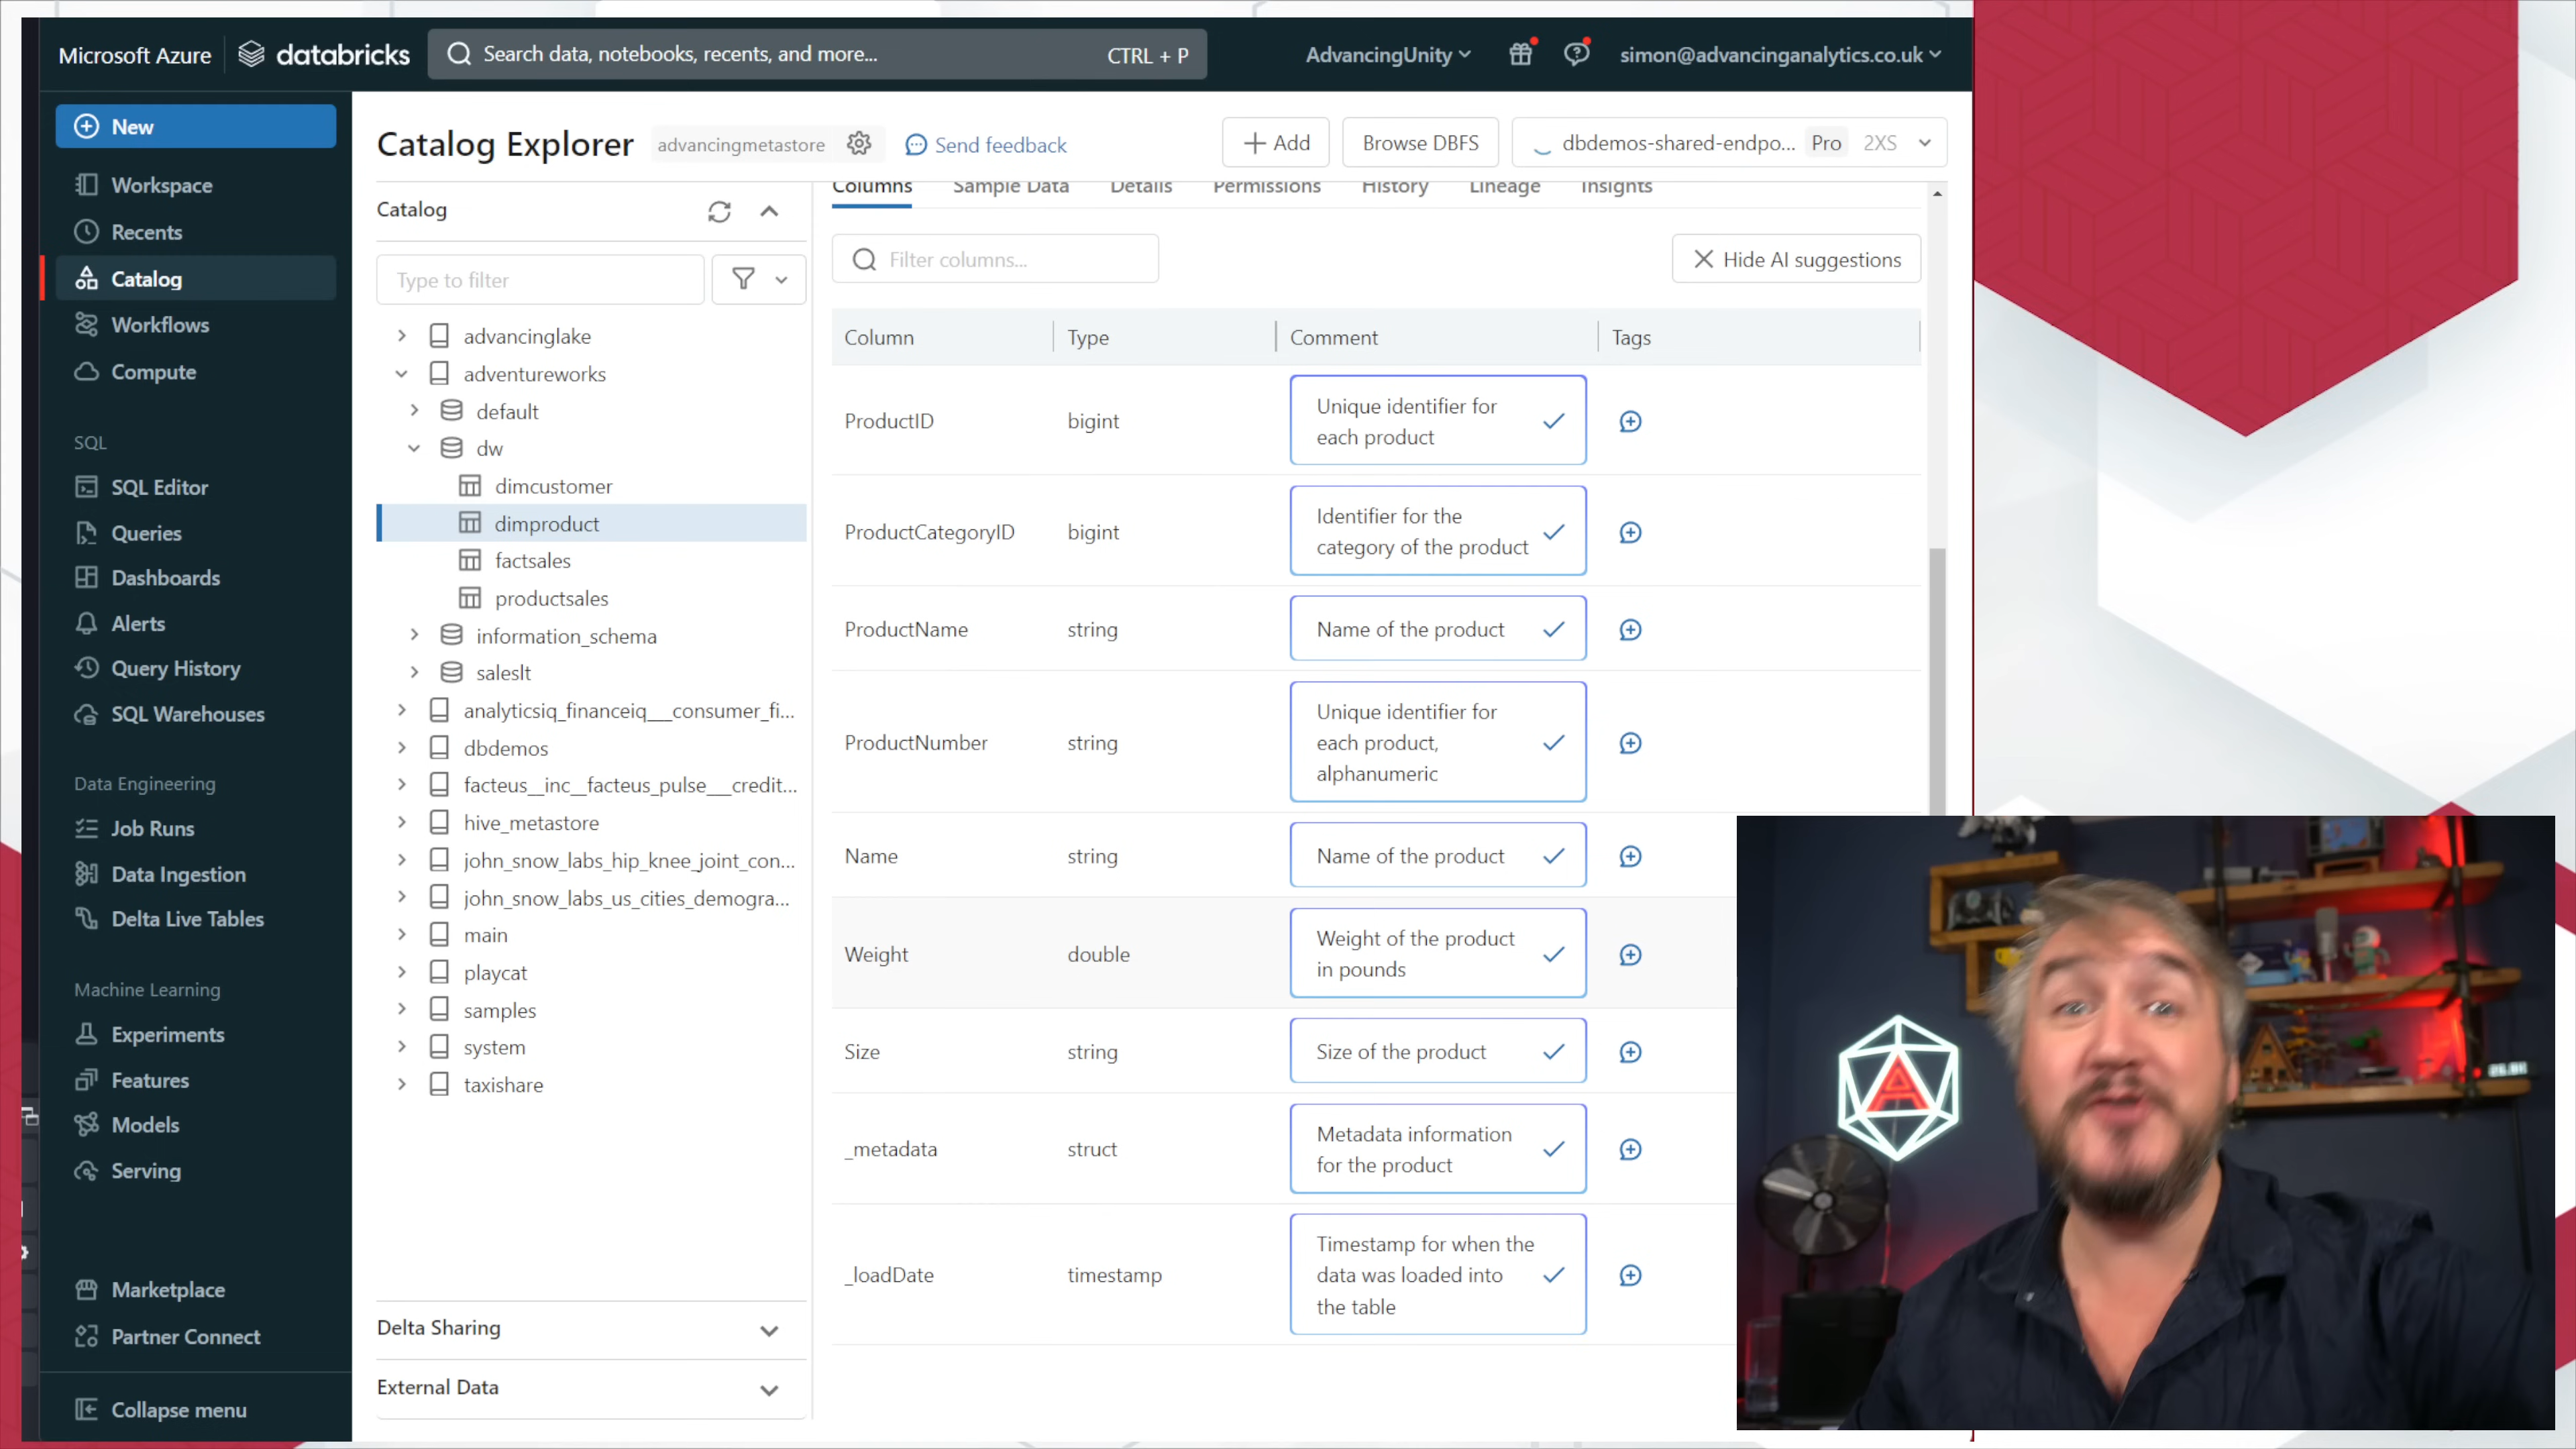 Microsoft Azure databricks Search data, notebooks, recents, and more... CTRL + P AdvancingUnity simon@advancinganalytics.co.uk
New
Workspace
Recents
Catalog
Workflows
Compute
SQL
SQL Editor
Queries
Dashboards
Alerts
Query History
SQL Warehouses
Data Engineering
Job Runs
Data Ingestion
Delta Live Tables
Machine Learning
Experiments
Features
Models
Serving
Marketplace
Partner Connect
Collapse menu
Catalog Explorer advancingmetastore Send feedback Add Browse DBFS dbdemos-shared-endpo... Pro 2XS
Catalog
Type to filter
advancinglake
adventureworks
default
dw
dimcustomer
dimproduct
factsales
productsales
information_schema
saleslt
analyticsiq_financeiq___consumer_fi...
dbdemos
facteus__inc__facteus_pulse___credit...
hive_metastore
john_snow_labs_hip_knee_joint_con...
john_snow_labs_us_cities_demogra...
main
playcat
samples
system
taxishare
Delta Sharing
External Data
Columns Sample Data Details Permissions History Lineage Insights
Filter columns... Hide AI suggestions
Column Type Comment Tags
ProductID bigint Unique identifier for
each product
ProductCategoryID bigint Identifier for the
category of the product
ProductName string Name of the product
ProductNumber string Unique identifier for
each product,
alphanumeric
Name string Name of the product
Weight double Weight of the product
in pounds
Size string Size of the product
_metadata struct Metadata information
for the product
_loadDate timestamp Timestamp for when the
data was loaded into
the table
A